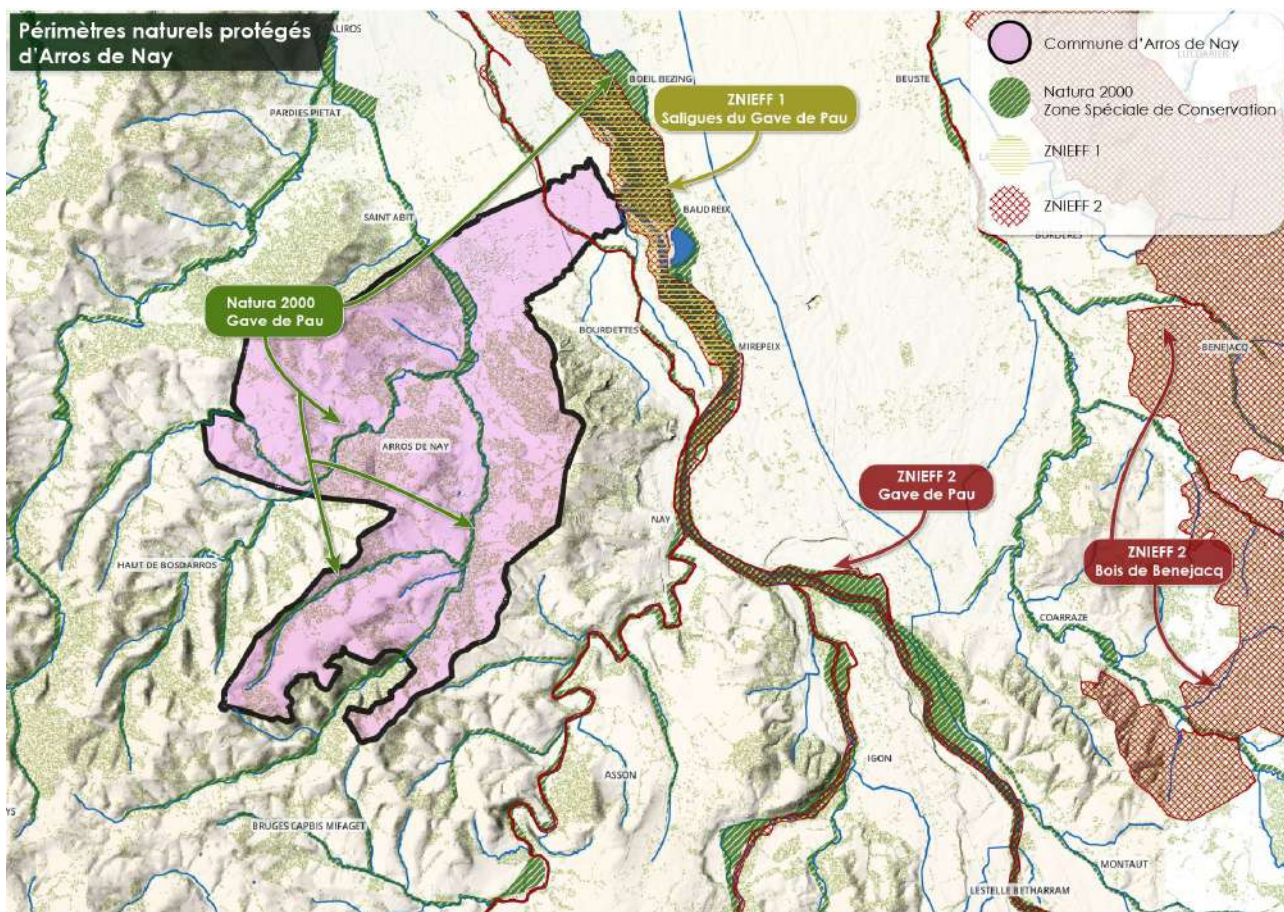 Périmètres naturels protégés
d'Arros de Nay
Commune d'Arros de Nay
Natura 2000
Zone Spéciale de Conservation
ZNIEFF 1
ZNIEFF 2
PARDIES PIETAT
BOEIL BEZING
BEUSTE
ZNIEFF 1
Saligues du Gave de Pau
SAINT ABIT
BAUDREIX
BORDERES
Natura 2000
Gave de Pau
BOURDETTES
MIREPEIX
BENEJACQ
ARROS DE NAY
ZNIEFF 2
Gave de Pau
NAY
HAUT DE BOSDARROS
ZNIEFF 2
Bois de Benejacq
COARRAZE
IGON
ASSON
BRUGES CAPBIS MIFAGET
MONTAUT
LESTELLE BETHARRAM